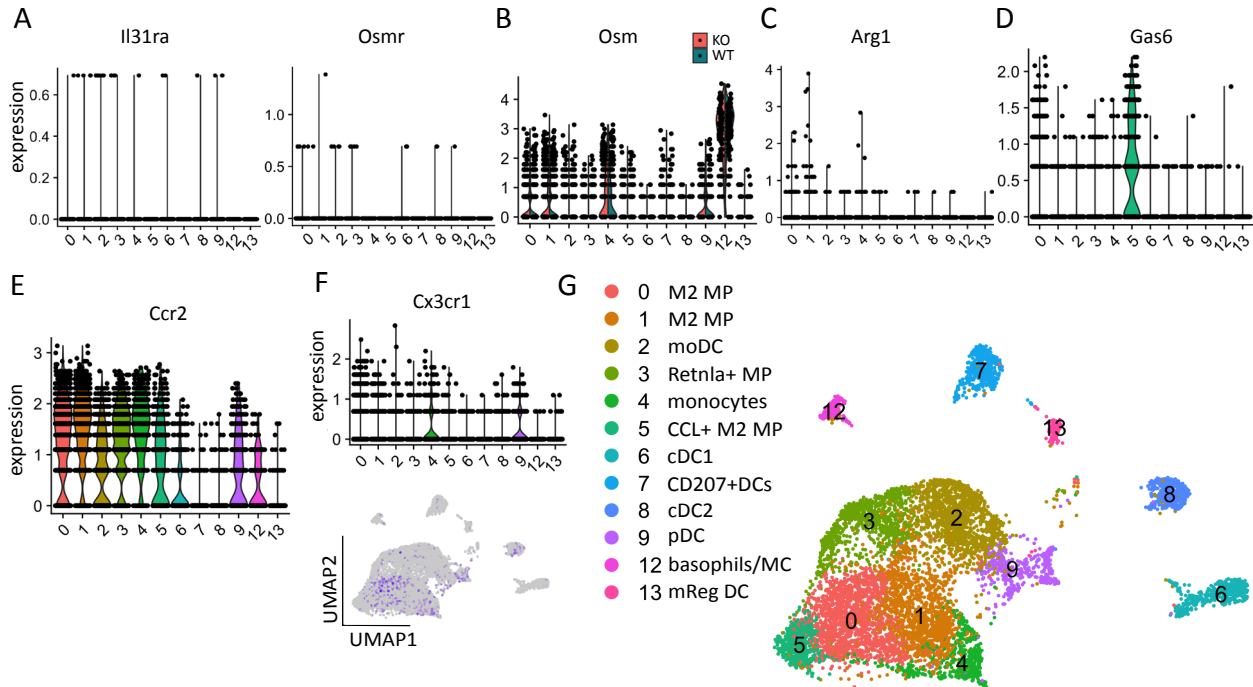 A
Il31ra
expression
0.6
0.4
0.2
0.0
0 1 2 3 4 5 6 7 8 9 12 13
Osmr
1.0
0.5
0.0
0 1 2 3 4 5 6 7 8 9 12 13
B
Osm
KO
WT
4
3
2
1
0
0 1 2 3 4 5 6 7 8 9 12 13
C
Arg1
4
3
2
1
0
0 1 2 3 4 5 6 7 8 9 12 13
D
Gas6
2.0
1.5
1.0
0.5
0.0
0 1 2 3 4 5 6 7 8 9 12 13
E
Ccr2
expression
3
2
1
0
0 1 2 3 4 5 6 7 8 9 12 13
F
Cx3cr1
expression
2
1
0
0 1 2 3 4 5 6 7 8 9 12 13
UMAP2
UMAP1
G
0 M2 MP
1 M2 MP
2 moDC
3 Retnla+ MP
4 monocytes
5 CCL+ M2 MP
6 cDC1
7 CD207+DCs
8 cDC2
9 pDC
12 basophils/MC
13 mReg DC
7
12
13
8
3
2
9
6
0
1
5
4